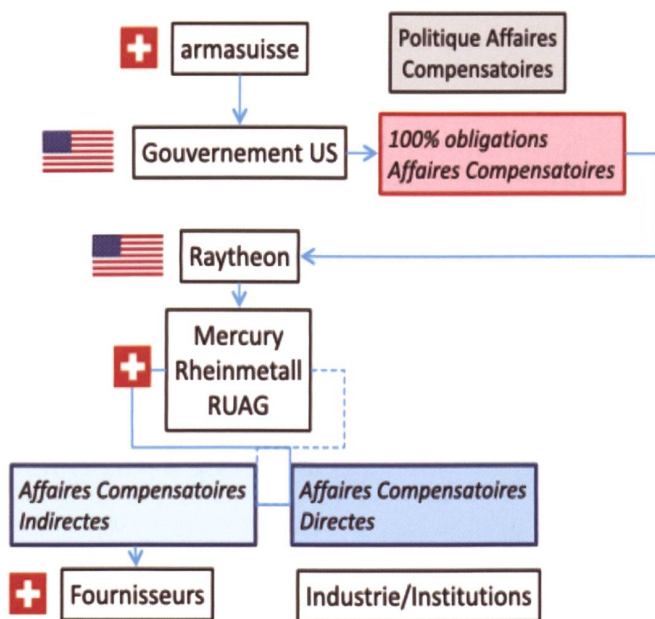 armasuisse
Politique Affaires
Compensatoires
Gouvernement US
100% obligations
Affaires Compensatoires
Raytheon
Mercury
Rheinmetall
RUAG
Affaires Compensatoires
Indirectes
Affaires Compensatoires
Directes
Fournisseurs
Industrie/Institutions